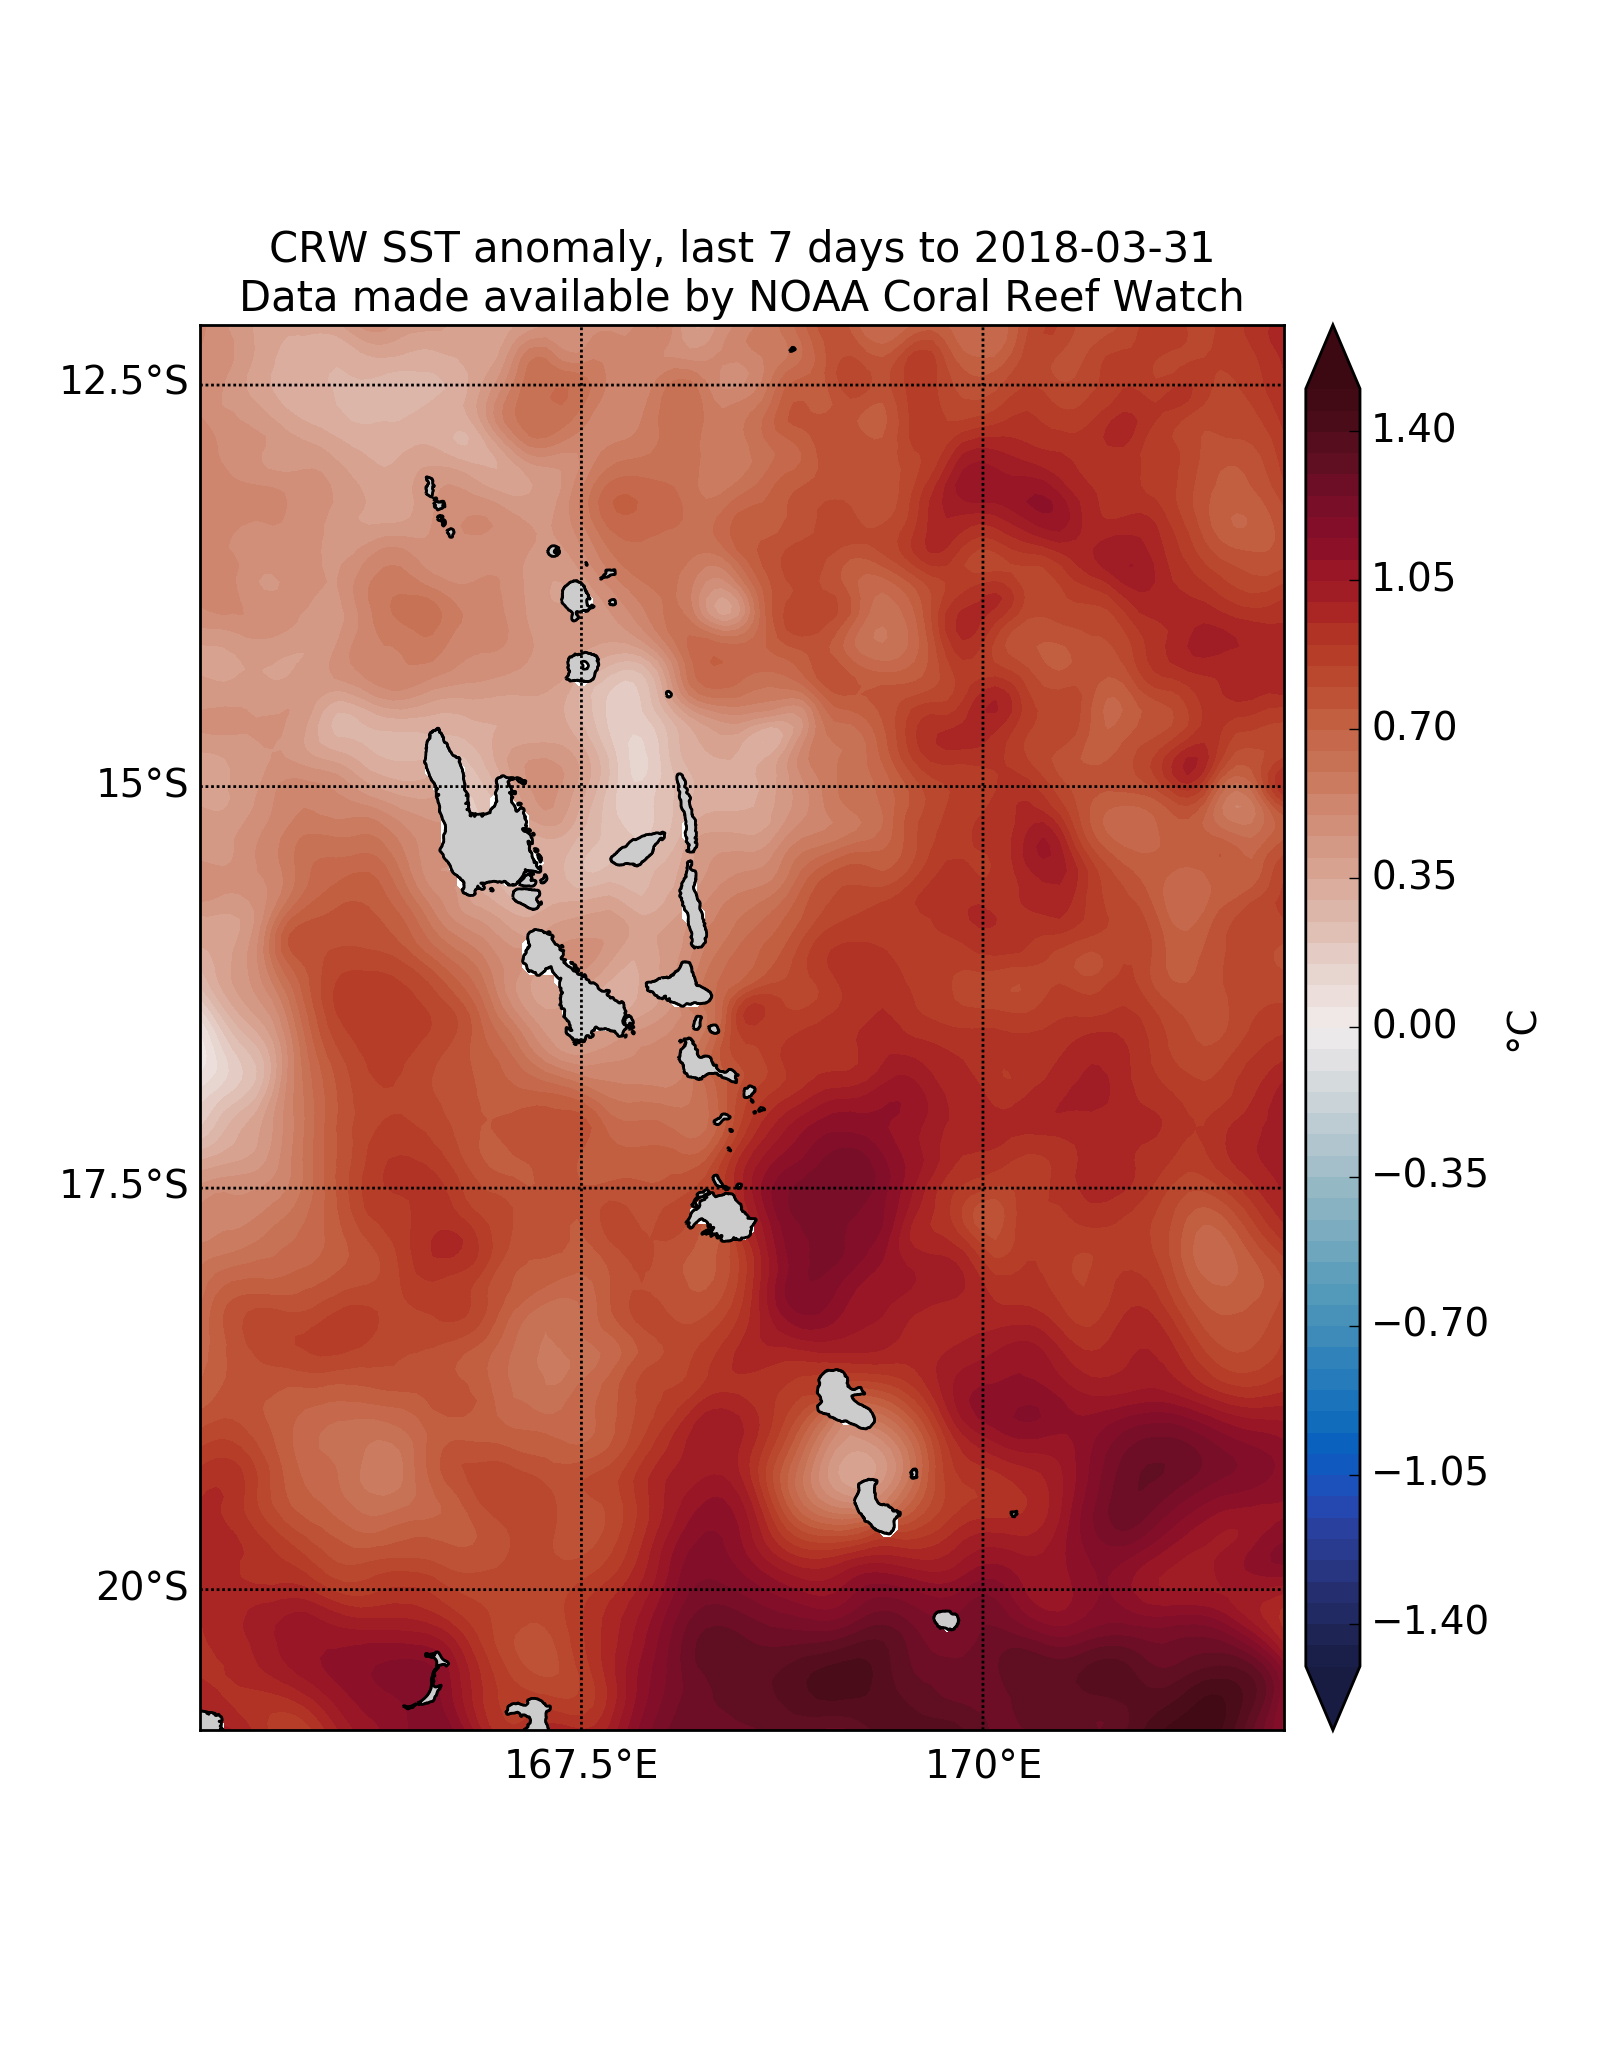 CRW SST anomaly, last 7 days to 2018-03-31
Data made available by NOAA Coral Reef Watch
12.5°S
15°S
17.5°S
20°S
167.5°E
170°E
1.40
1.05
0.70
0.35
0.00
−0.35
−0.70
−1.05
−1.40
°C